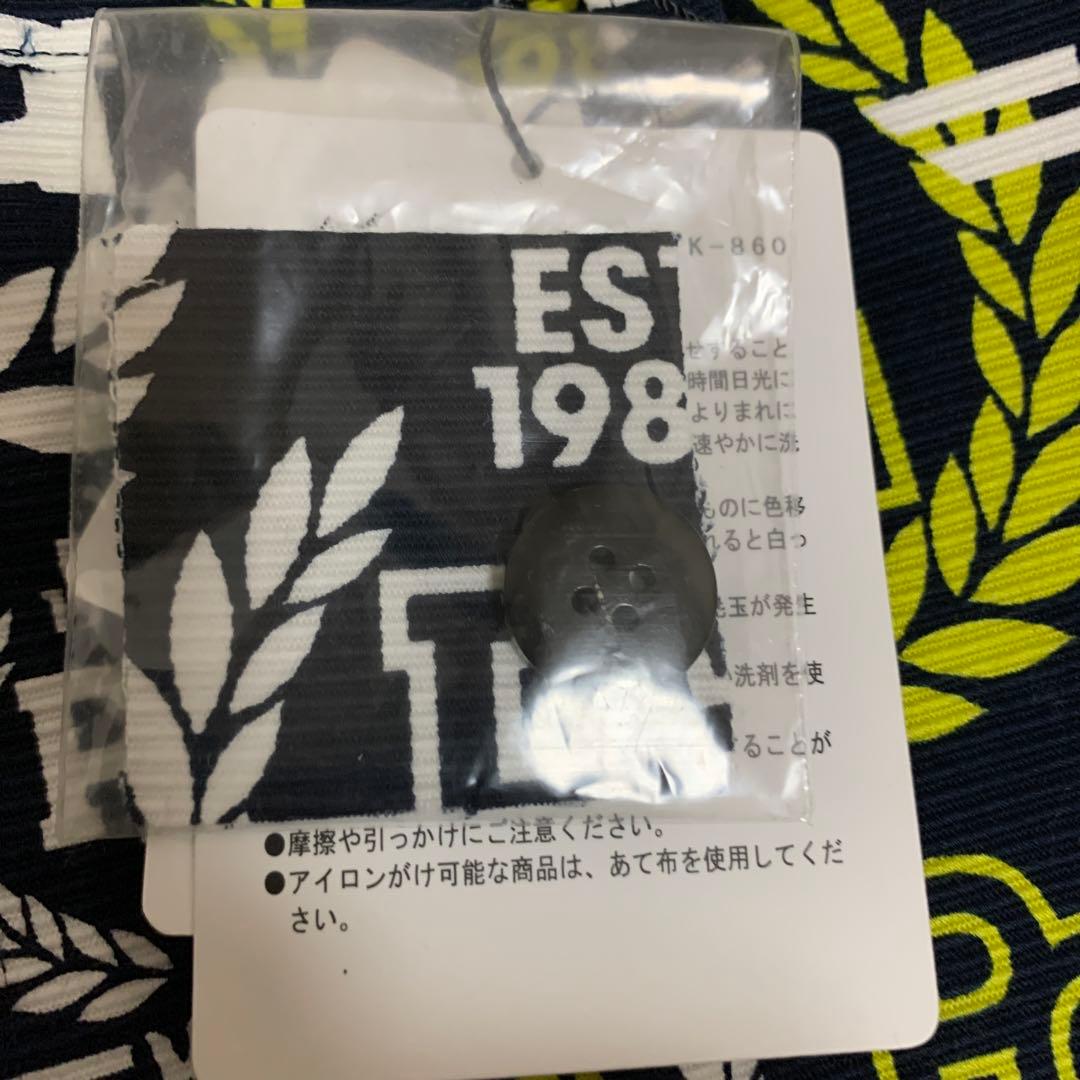 K-860
ES
198
せすること
時間日光に
よりまれに
速やかに洗
ものに色移
れると白っ
毛玉が発生
い洗剤を使
することが
●摩擦や引っかけにご注意ください。
●アイロンがけ可能な商品は、あて布を使用してくだ
さい。